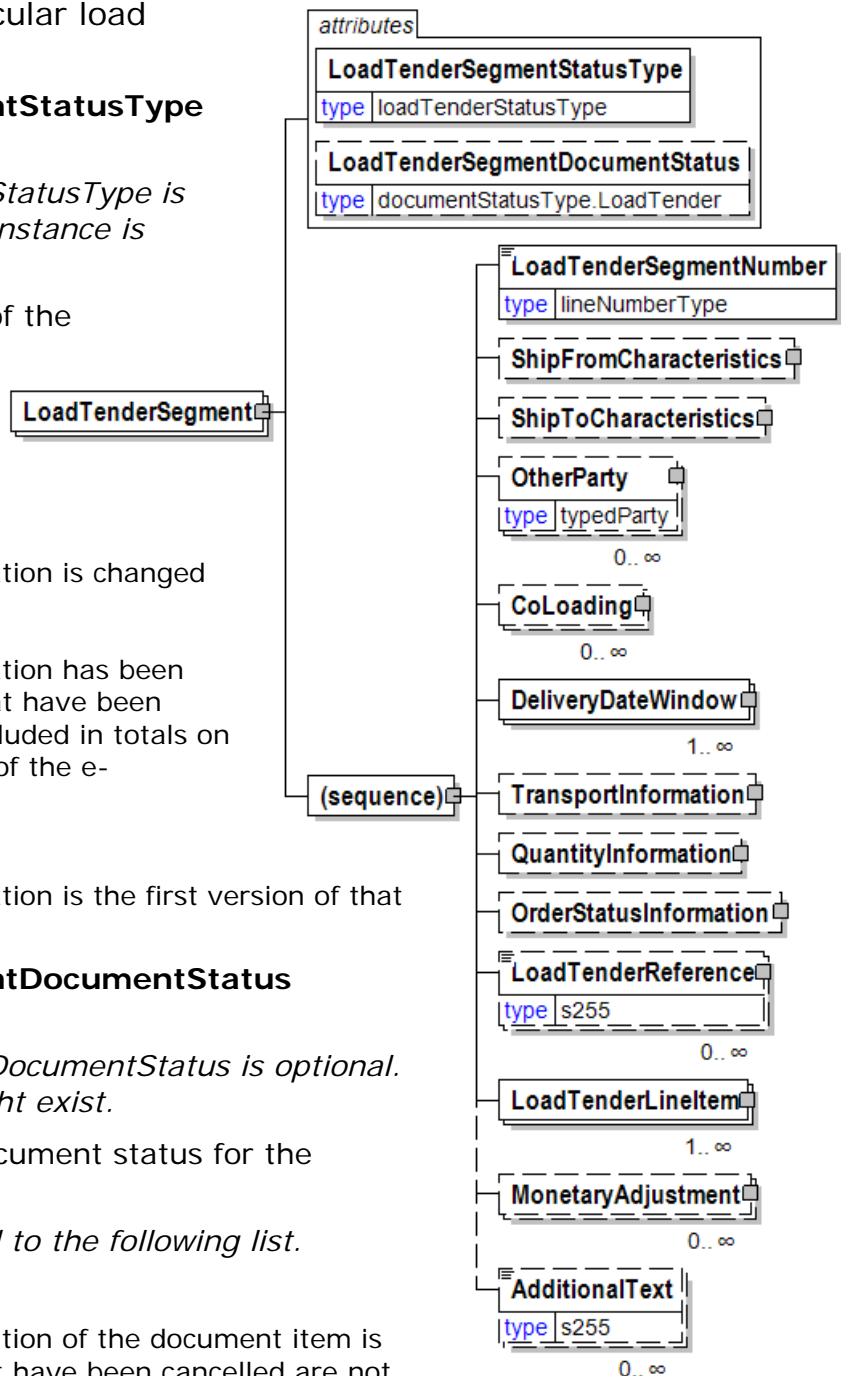 cular load
ntStatusType
StatusType is
nstance is
of the
tion is changed
tion has been
at have been
luded in totals on
of the e-
tion is the first version of that
ntDocumentStatus
DocumentStatus is optional.
ht exist.
cument status for the
l to the following list.
tion of the document item is
t have been cancelled are not
attributes
LoadTenderSegmentStatusType
type loadTenderStatusType
LoadTenderSegmentDocumentStatus
type documentStatusType.LoadTender
LoadTenderSegment
(sequence)
LoadTenderSegmentNumber
type lineNumberType
ShipFromCharacteristics
ShipToCharacteristics
OtherParty
type typedParty
0.. ∞
CoLoading
0.. ∞
DeliveryDateWindow
1.. ∞
TransportInformation
QuantityInformation
OrderStatusInformation
LoadTenderReference
type s255
0.. ∞
LoadTenderLineItem
1.. ∞
MonetaryAdjustment
0.. ∞
AdditionalText
type s255
0.. ∞